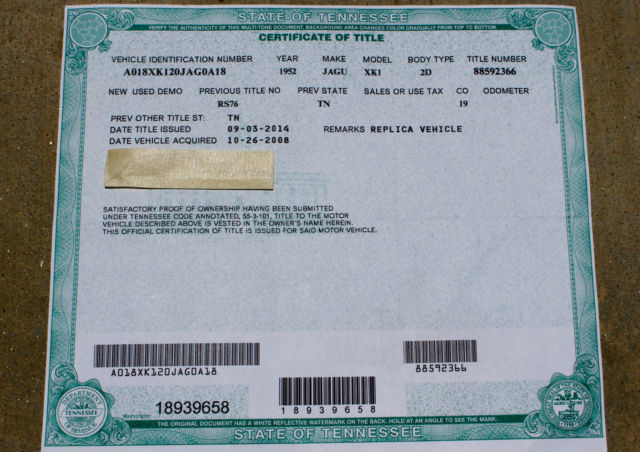 STATE OF TENNESSEE
VERIFY THE AUTHENTICITY OF THIS MULTI-TONE DOCUMENT. BACKGROUND AREA CHANGES COLOR GRADUALLY FROM TOP TO BOTTOM.
CERTIFICATE OF TITLE
VEHICLE IDENTIFICATION NUMBER YEAR MAKE MODEL BODY TYPE TITLE NUMBER
A018XK120JAG0A18 1952 JAGU XK1 2D 88592366
NEW USED DEMO PREVIOUS TITLE NO PREV STATE SALES OR USE TAX CO ODOMETER
RS76 TN 19
PREV OTHER TITLE ST: TN
DATE TITLE ISSUED 09-03-2014 REMARKS REPLICA VEHICLE
DATE VEHICLE ACQUIRED 10-26-2008
SATISFACTORY PROOF OF OWNERSHIP HAVING BEEN SUBMITTED
UNDER TENNESSEE CODE ANNOTATED, 55-3-101, TITLE TO THE MOTOR
VEHICLE DESCRIBED ABOVE IS VESTED IN THE OWNER'S NAME HEREIN.
THIS OFFICIAL CERTIFICATION OF TITLE IS ISSUED FOR SAID MOTOR VEHICLE.
A018XK120JAG0A18 88592366
DEPARTMENT
TENNESSEE
OF REVENUE
18939658 18939658
THE ORIGINAL DOCUMENT HAS A WHITE REFLECTIVE WATERMARK ON THE BACK. HOLD AT AN ANGLE TO SEE THE MARK.
STATE OF TENNESSEE